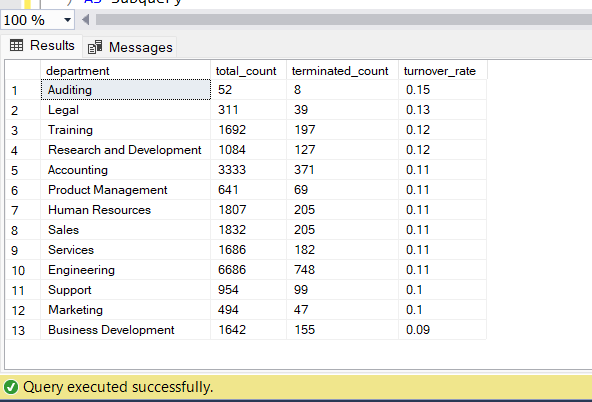 ) AS Subquery
100 %
Results Messages
department total_count terminated_count turnover_rate
1 Auditing 52 8 0.15
2 Legal 311 39 0.13
3 Training 1692 197 0.12
4 Research and Development 1084 127 0.12
5 Accounting 3333 371 0.11
6 Product Management 641 69 0.11
7 Human Resources 1807 205 0.11
8 Sales 1832 205 0.11
9 Services 1686 182 0.11
10 Engineering 6686 748 0.11
11 Support 954 99 0.1
12 Marketing 494 47 0.1
13 Business Development 1642 155 0.09
Query executed successfully.